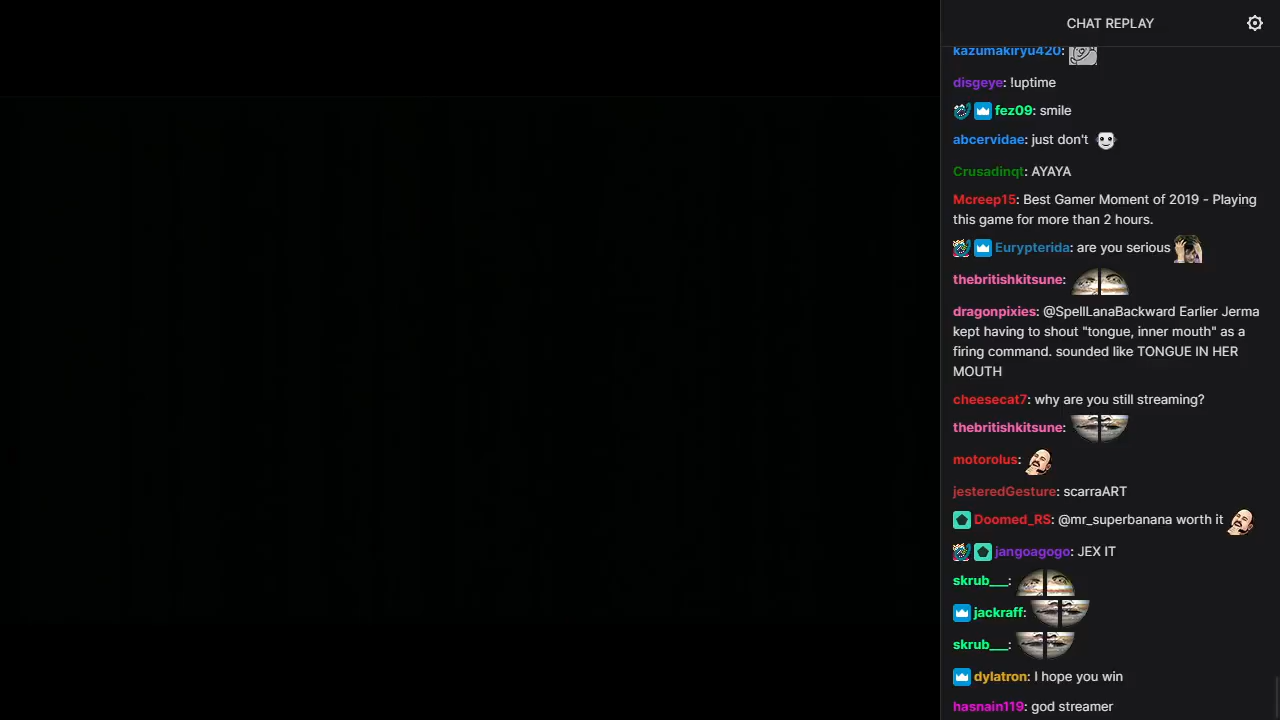 CHAT REPLAY
kazumakiryu420:
disgeye: !uptime
fez09: smile
abcervidae: just don't
Crusadinqt: AYAYA
Mcreep15: Best Gamer Moment of 2019 - Playing
this game for more than 2 hours.
Eurypterida: are you serious
thebritishkitsune:
dragonpixies: @SpellLanaBackward Earlier Jerma
kept having to shout "tongue, inner mouth" as a
firing command. sounded like TONGUE IN HER
MOUTH
cheesecat7: why are you still streaming?
thebritishkitsune:
motorolus:
jesteredGesture: scarraART
Doomed_RS: @mr_superbanana worth it
jangoagogo: JEX IT
skrub___:
jackraff:
skrub___:
dylatron: I hope you win
hasnain119: god streamer